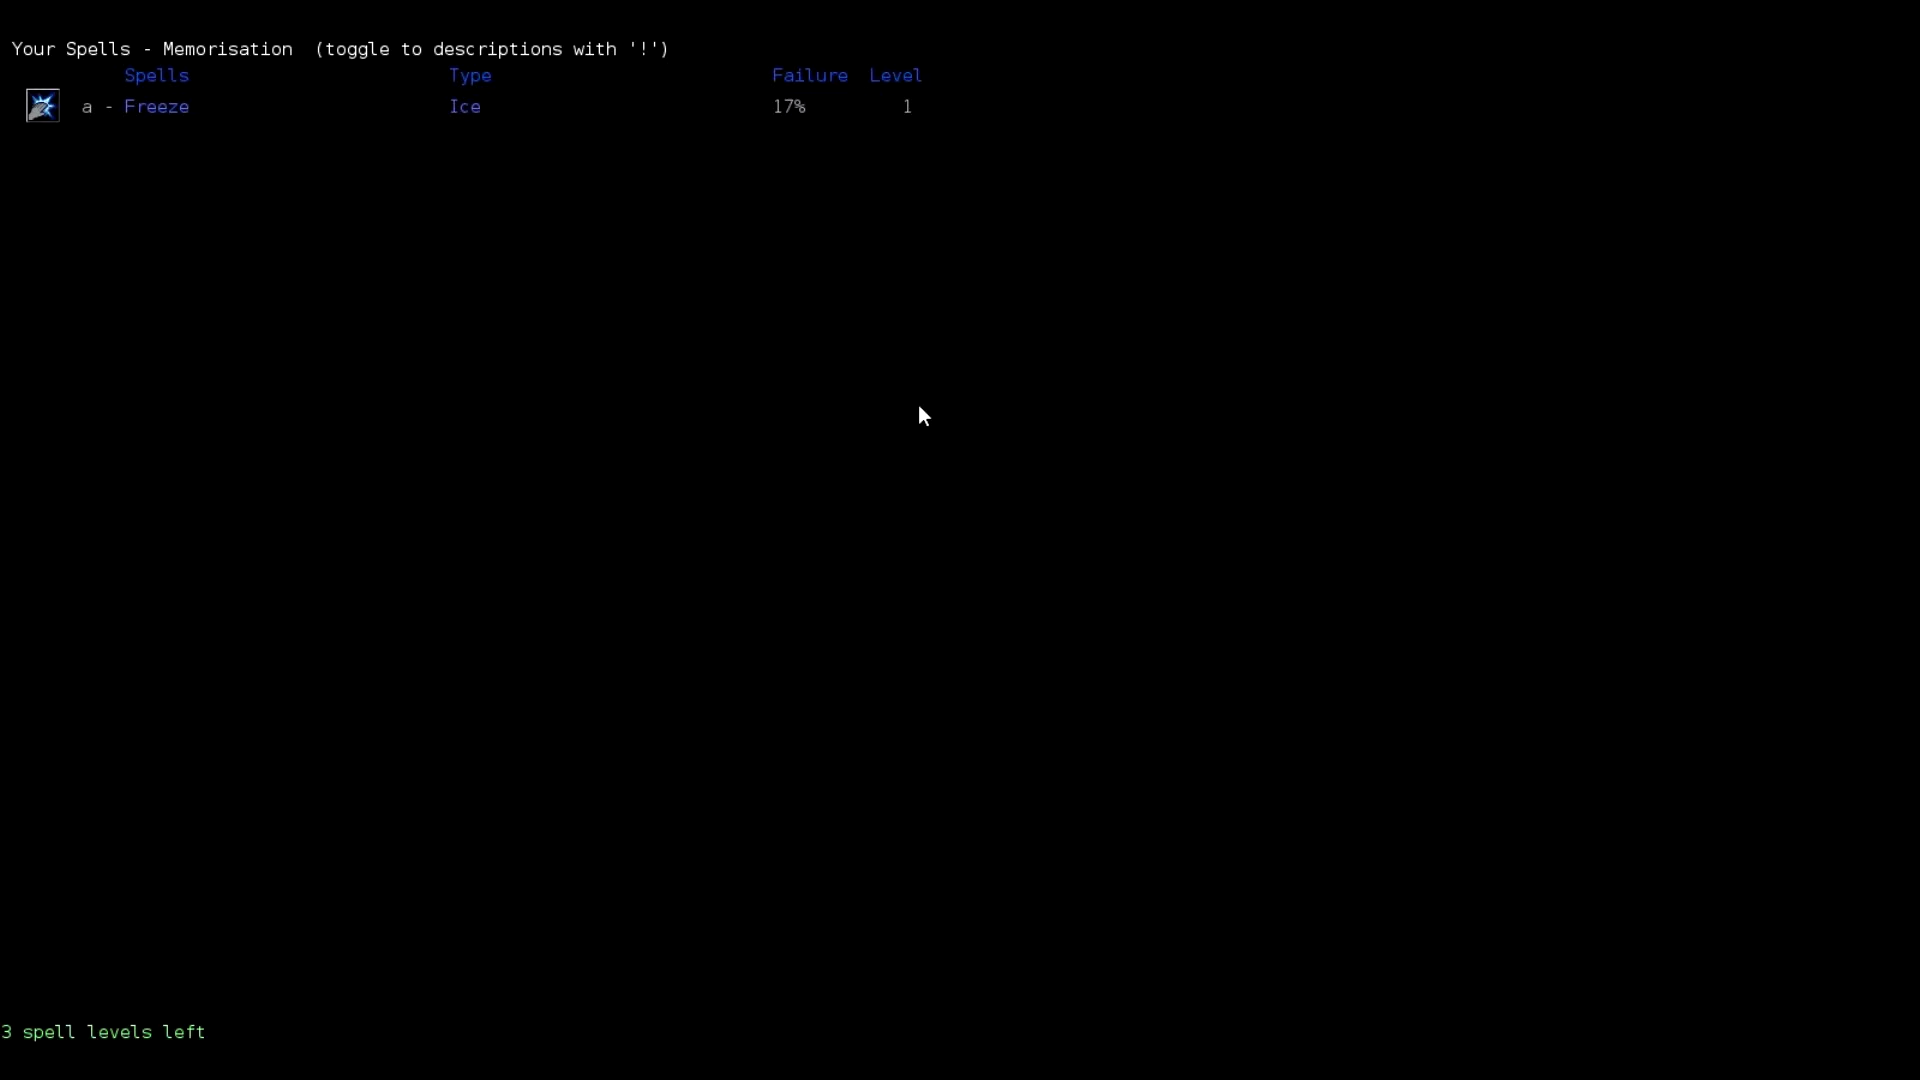 Your Spells - Memorisation  (toggle to descriptions with '!')
Spells Type Failure Level
a - Freeze Ice 17% 1
3 spell levels left